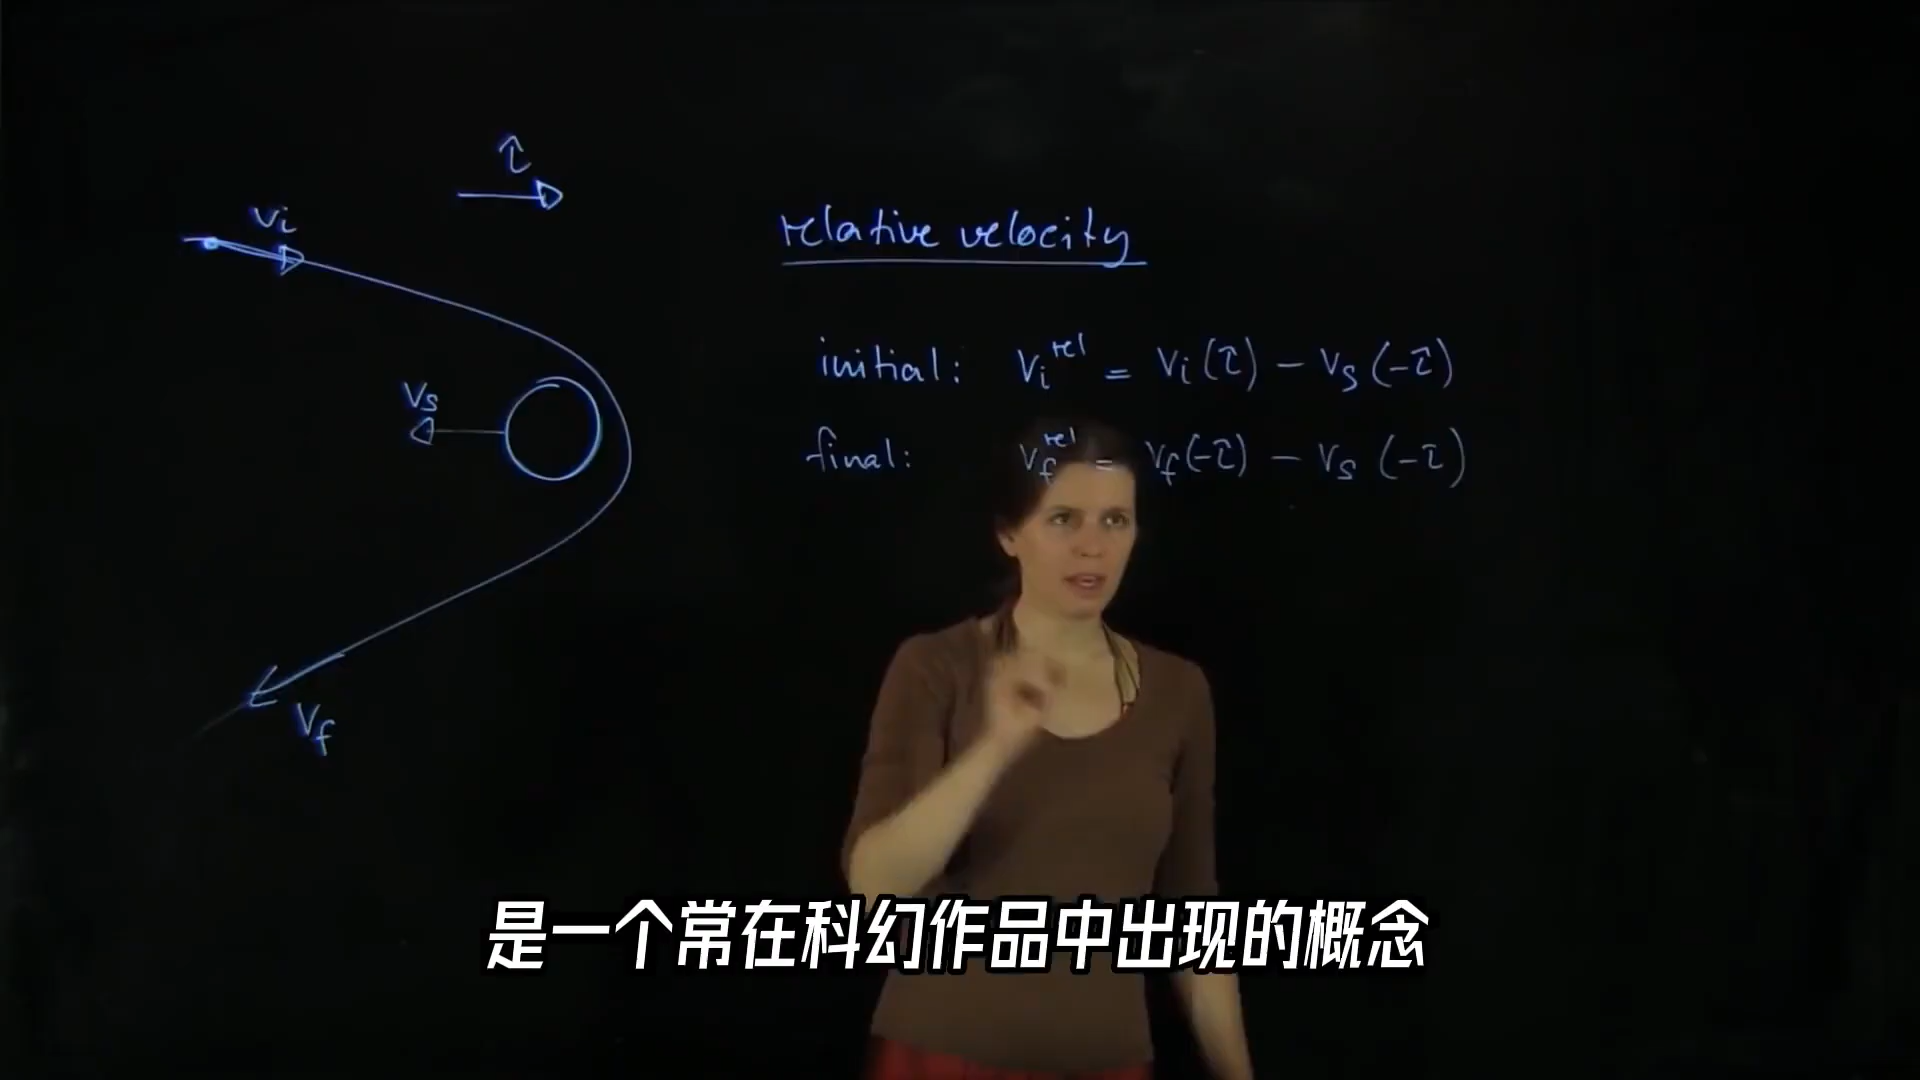 î
vi
relative velocity
initial: vi^rel = vi(î) - vs(-î)
vs
final: vf^rel = vf(-î) - vs(-î)
vf
是一个常在科幻作品中出现的概念